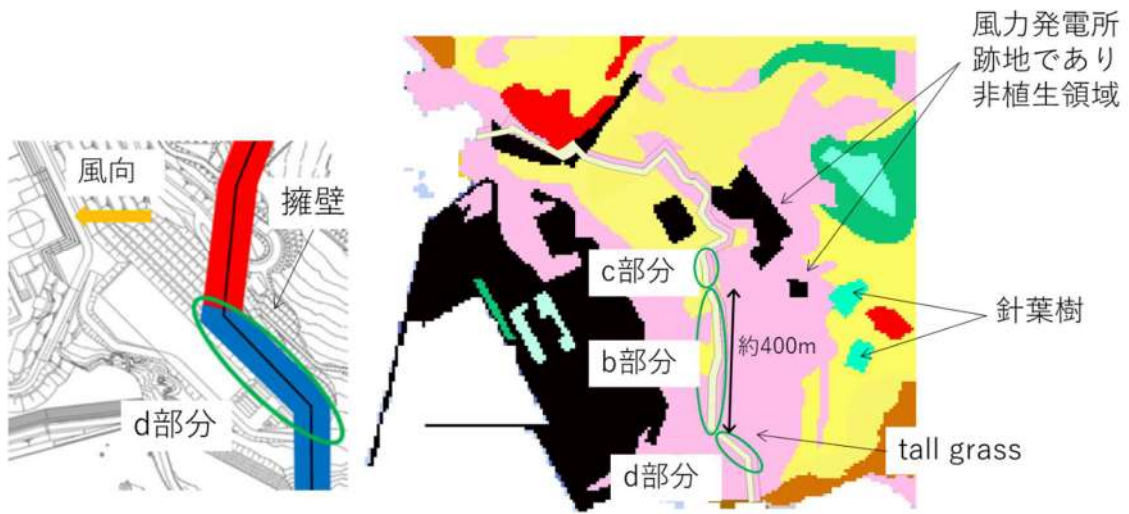 風向
擁壁
d部分
風力発電所
跡地であり
非植生領域
c部分
約400m
b部分
針葉樹
tall grass
d部分